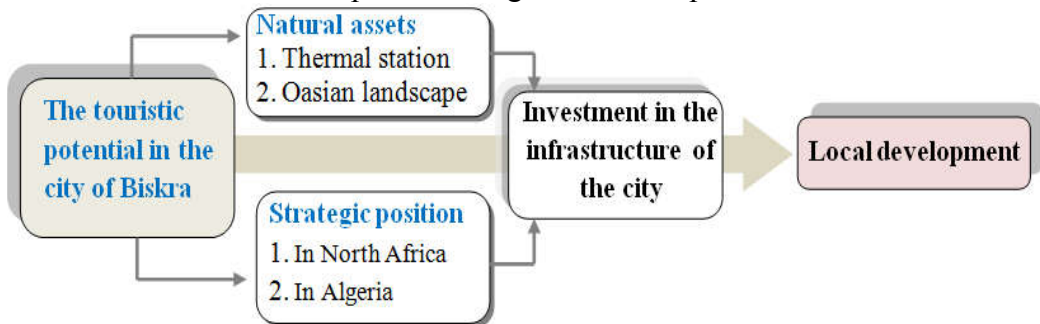 Natural assets
1. Thermal station
2. Oasian landscape
The touristic
potential in the
city of Biskra
Investment in the
infrastructure of
the city
Local development
Strategic position
1. In North Africa
2. In Algeria